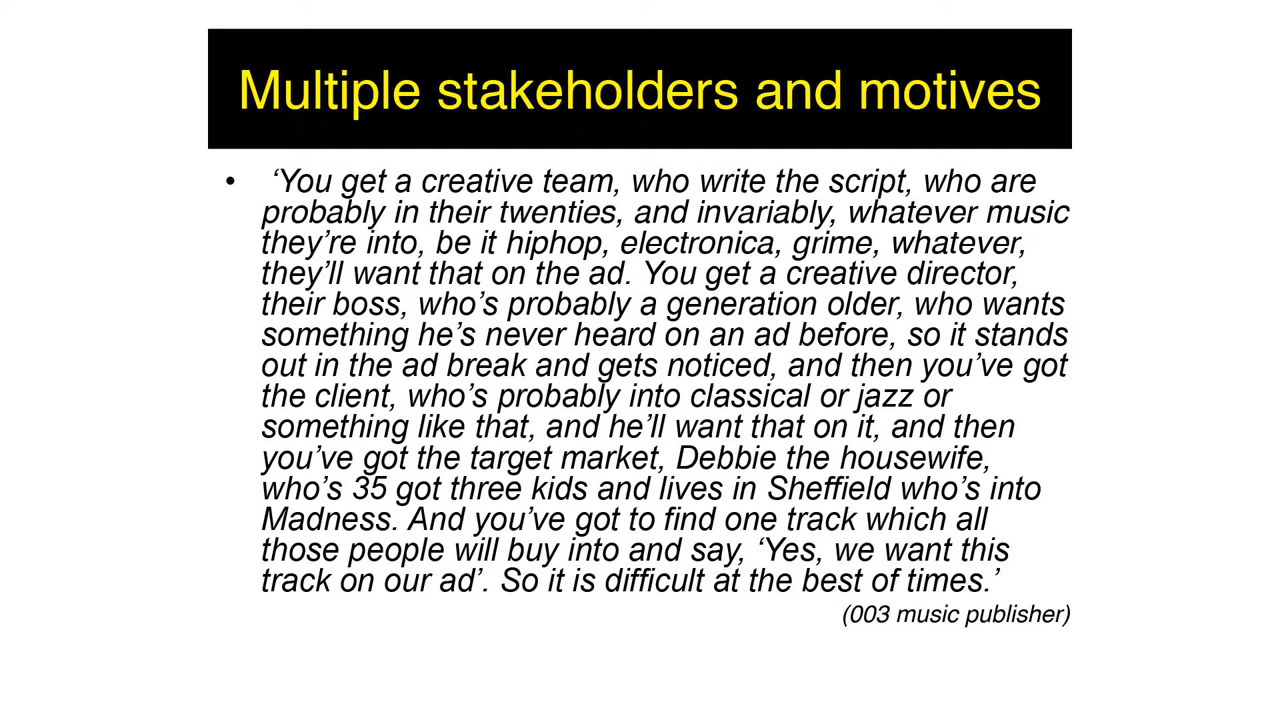 Multiple stakeholders and motives
• ‘You get a creative team, who write the script, who are
probably in their twenties, and invariably, whatever music
they’re into, be it hiphop, electronica, grime, whatever,
they’ll want that on the ad. You get a creative director,
their boss, who’s probably a generation older, who wants
something he’s never heard on an ad before, so it stands
out in the ad break and gets noticed, and then you’ve got
the client, who’s probably into classical or jazz or
something like that, and he’ll want that on it, and then
you’ve got the target market, Debbie the housewife,
who’s 35 got three kids and lives in Sheffield who’s into
Madness. And you’ve got to find one track which all
those people will buy into and say, ‘Yes, we want this
track on our ad’. So it is difficult at the best of times.’
(003 music publisher)